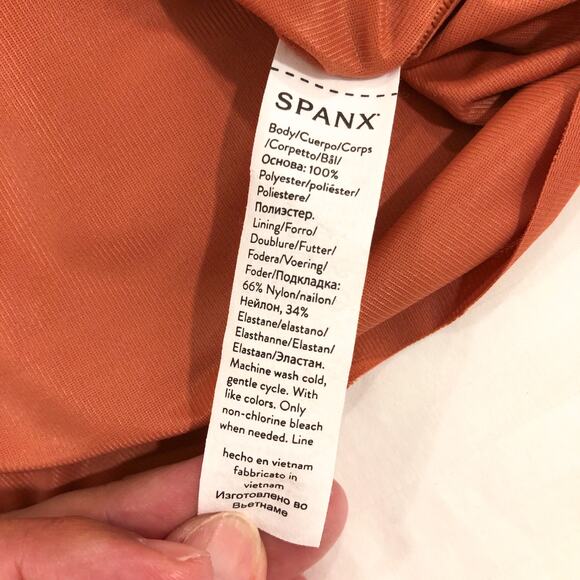 SPANX
Body/Cuerpo/Corps
/Corpetto/Bål/
Основа: 100%
Polyester/poliéster/
Poliestere/
Полиэстер.
Lining/Forro/
Doublure/Futter/
Fodera/Voering/
Foder/Подкладка:
66% Nylon/nailon/
Нейлон, 34%
Elastane/elastano/
Elasthanne/Elastan/
Elastaan/Эластан.
Machine wash cold,
gentle cycle. With
like colors. Only
non-chlorine bleach
when needed. Line
hecho en vietnam
fabbricato in
vietnam
Изготовлено во
Вьетнаме